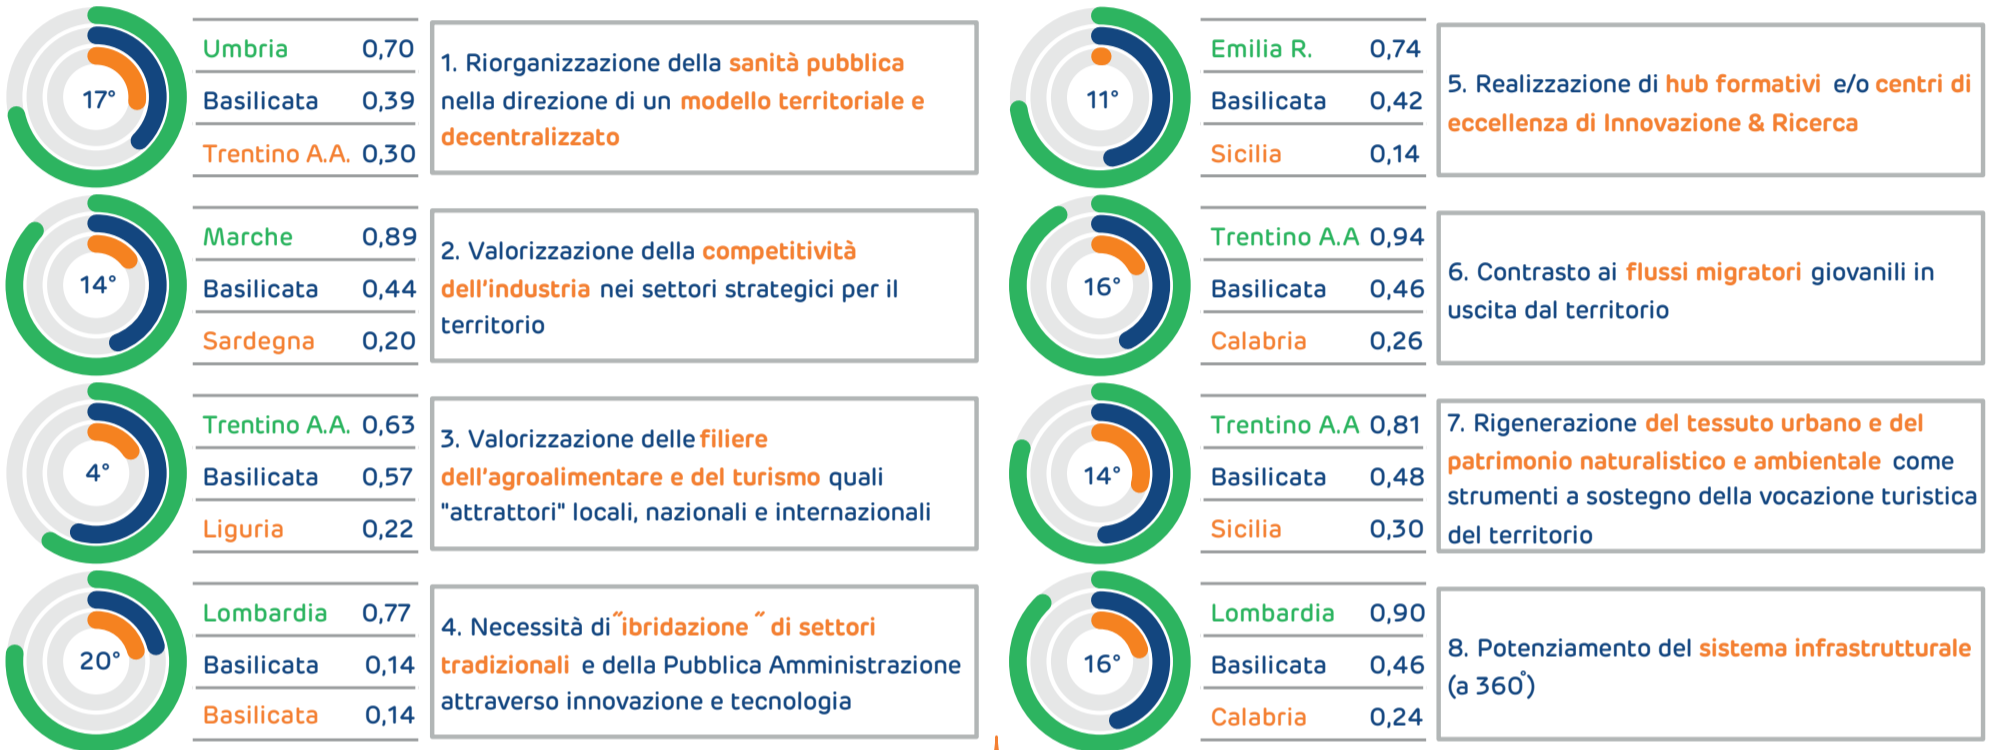 17°
Umbria 0,70
Basilicata 0,39
Trentino A.A. 0,30
1. Riorganizzazione della sanità pubblica
nella direzione di un modello territoriale e
decentralizzato
14°
Marche 0,89
Basilicata 0,44
Sardegna 0,20
2. Valorizzazione della competitività
dell'industria nei settori strategici per il
territorio
4°
Trentino A.A. 0,63
Basilicata 0,57
Liguria 0,22
3. Valorizzazione delle filiere
dell'agroalimentare e del turismo quali
"attrattori" locali, nazionali e internazionali
20°
Lombardia 0,77
Basilicata 0,14
Basilicata 0,14
4. Necessità di ˝ibridazione ˝ di settori
tradizionali e della Pubblica Amministrazione
attraverso innovazione e tecnologia
11°
Emilia R. 0,74
Basilicata 0,42
Sicilia 0,14
5. Realizzazione di hub formativi e/o centri di
eccellenza di Innovazione & Ricerca
16°
Trentino A.A 0,94
Basilicata 0,46
Calabria 0,26
6. Contrasto ai flussi migratori giovanili in
uscita dal territorio
14°
Trentino A.A 0,81
Basilicata 0,48
Sicilia 0,30
7. Rigenerazione del tessuto urbano e del
patrimonio naturalistico e ambientale come
strumenti a sostegno della vocazione turistica
del territorio
16°
Lombardia 0,90
Basilicata 0,46
Calabria 0,24
8. Potenziamento del sistema infrastrutturale
(a 360°)